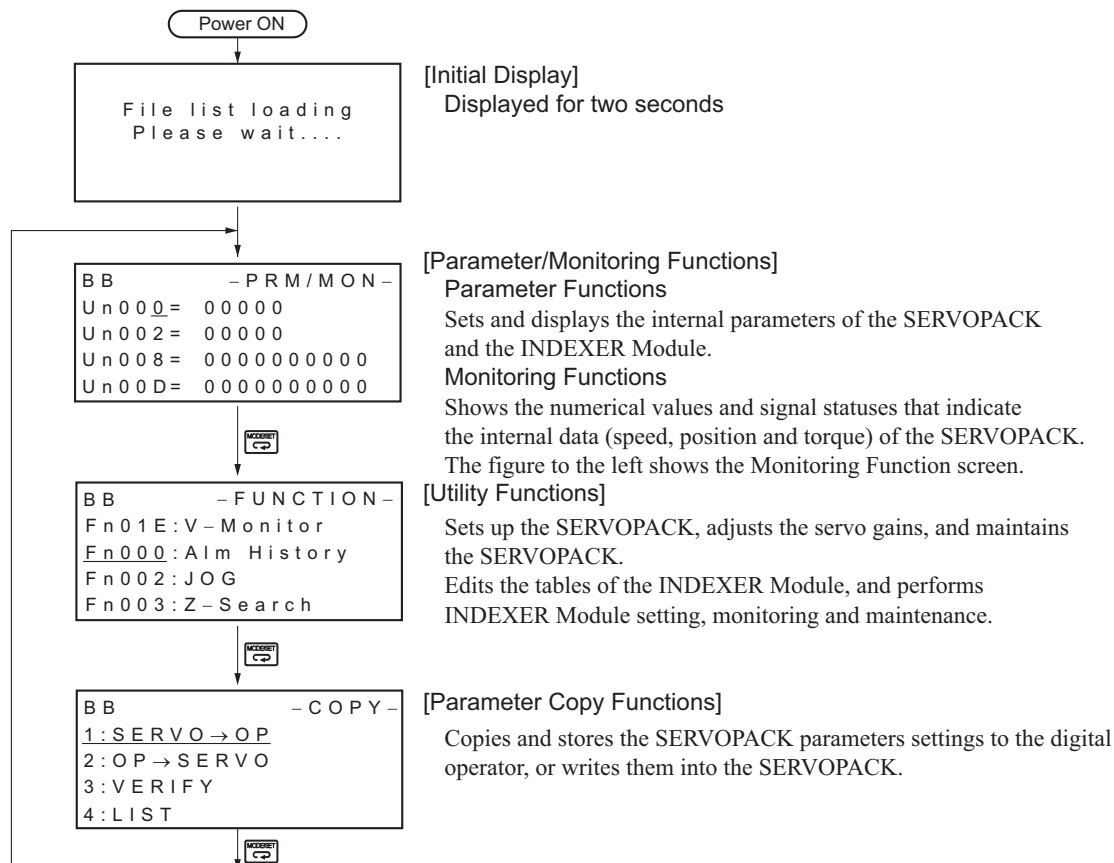 Power ON
File list loading
Please wait....
[Initial Display]
Displayed for two seconds
BB –PRM/MON–
Un000= 00000
Un002= 00000
Un008= 0000000000
Un00D= 0000000000
[Parameter/Monitoring Functions]
Parameter Functions
Sets and displays the internal parameters of the SERVOPACK
and the INDEXER Module.
Monitoring Functions
Shows the numerical values and signal statuses that indicate
the internal data (speed, position and torque) of the SERVOPACK.
The figure to the left shows the Monitoring Function screen.
MODE/SET
BB –FUNCTION–
Fn01E:V–Monitor
Fn000:Alm History
Fn002:JOG
Fn003:Z–Search
[Utility Functions]
Sets up the SERVOPACK, adjusts the servo gains, and maintains
the SERVOPACK.
Edits the tables of the INDEXER Module, and performs
INDEXER Module setting, monitoring and maintenance.
MODE/SET
BB –COPY–
1:SERVO→OP
2:OP→SERVO
3:VERIFY
4:LIST
[Parameter Copy Functions]
Copies and stores the SERVOPACK parameters settings to the digital
operator, or writes them into the SERVOPACK.
MODE/SET